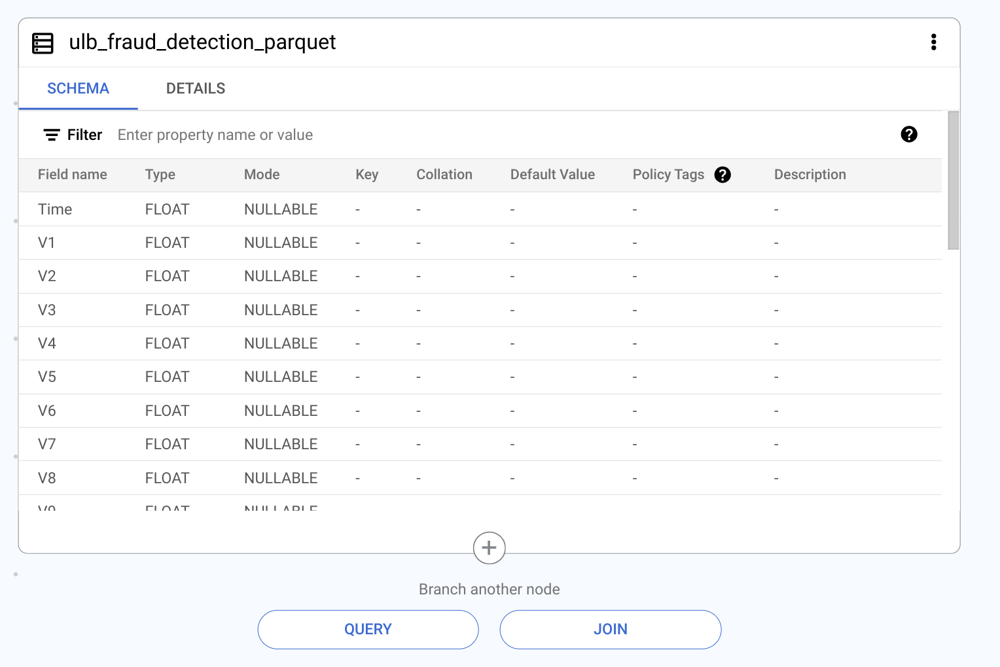 ulb_fraud_detection_parquet
SCHEMA DETAILS
Filter Enter property name or value
Field name Type Mode Key Collation Default Value Policy Tags Description
Time FLOAT NULLABLE - - - - -
V1 FLOAT NULLABLE - - - - -
V2 FLOAT NULLABLE - - - - -
V3 FLOAT NULLABLE - - - - -
V4 FLOAT NULLABLE - - - - -
V5 FLOAT NULLABLE - - - - -
V6 FLOAT NULLABLE - - - - -
V7 FLOAT NULLABLE - - - - -
V8 FLOAT NULLABLE - - - - -
V9 FLOAT NULLABLE
Branch another node
QUERY JOIN